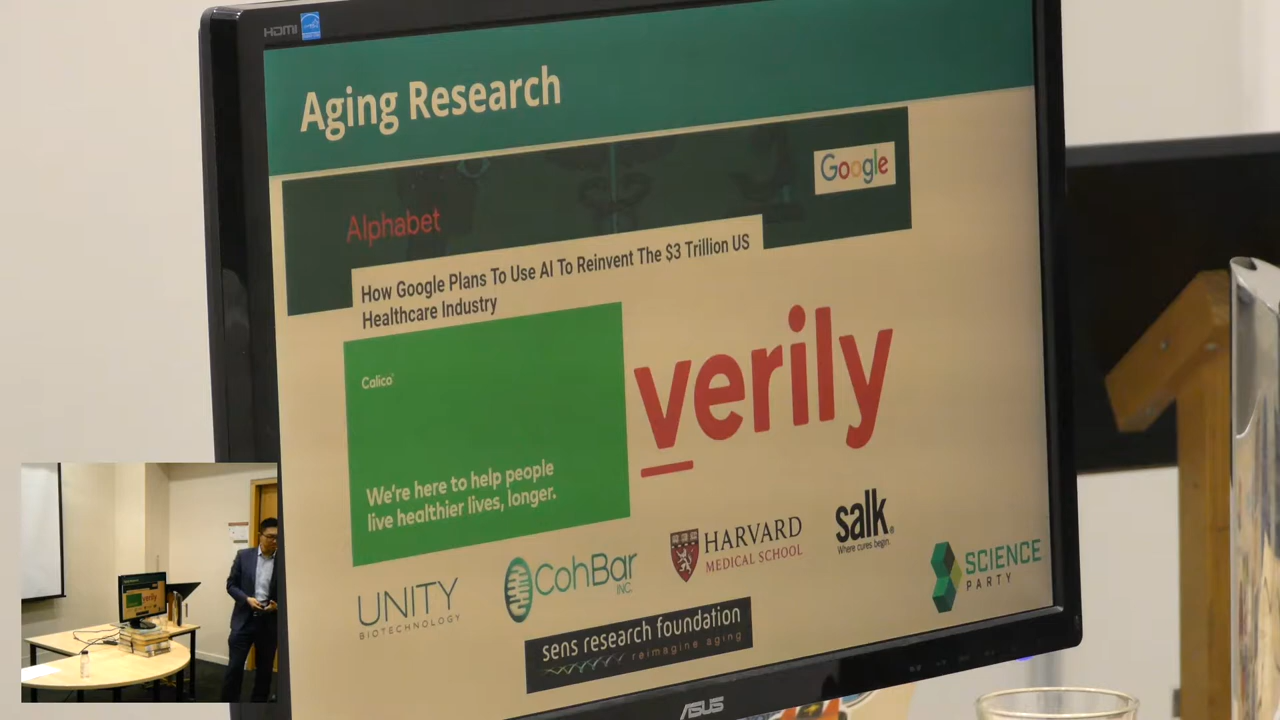 HDMI
Aging Research
Google
Alphabet
How Google Plans To Use AI To Reinvent The $3 Trillion US
Healthcare Industry
Calico
verily
We're here to help people
live healthier lives, longer.
UNITY
BIOTECHNOLOGY
CohBar
INC.
HARVARD
MEDICAL SCHOOL
salk
Where cures begin.
SCIENCE
PARTY
sens research foundation
reimagine aging
ASUS